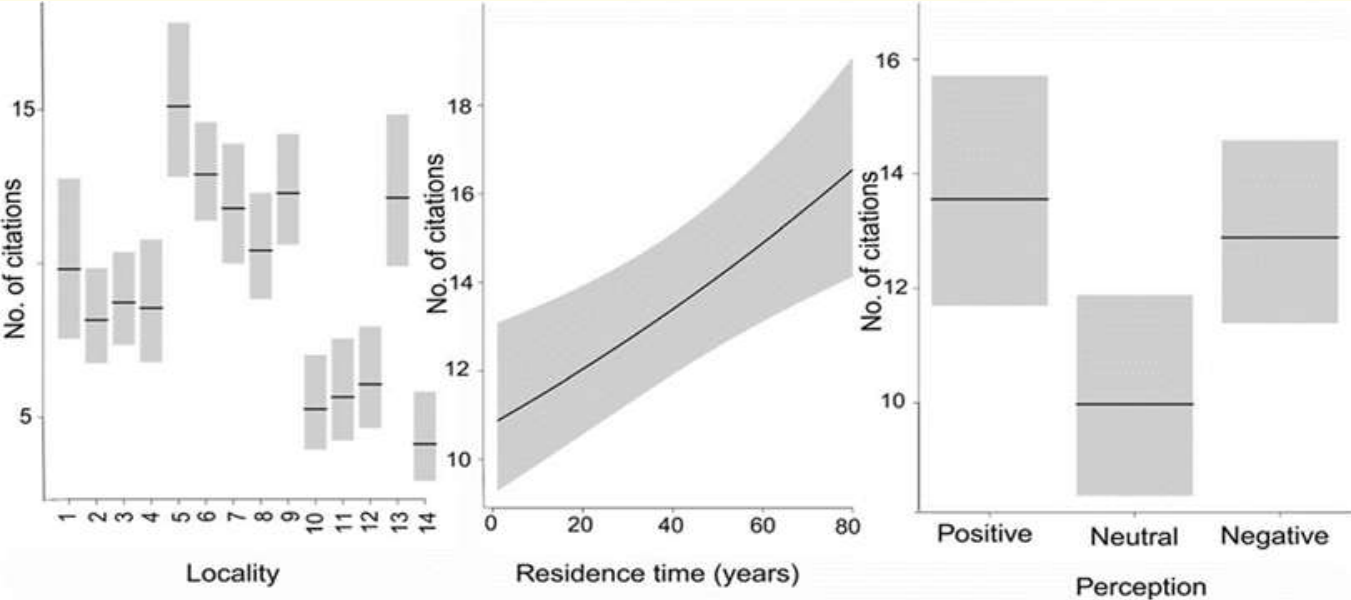 No. of citations
15
5
1 2 3 4 5 6 7 8 9 10 11 12 13 14
Locality
No. of citations
18
16
14
12
10
0 20 40 60 80
Residence time (years)
No. of citations
16
14
12
10
Positive Neutral Negative
Perception